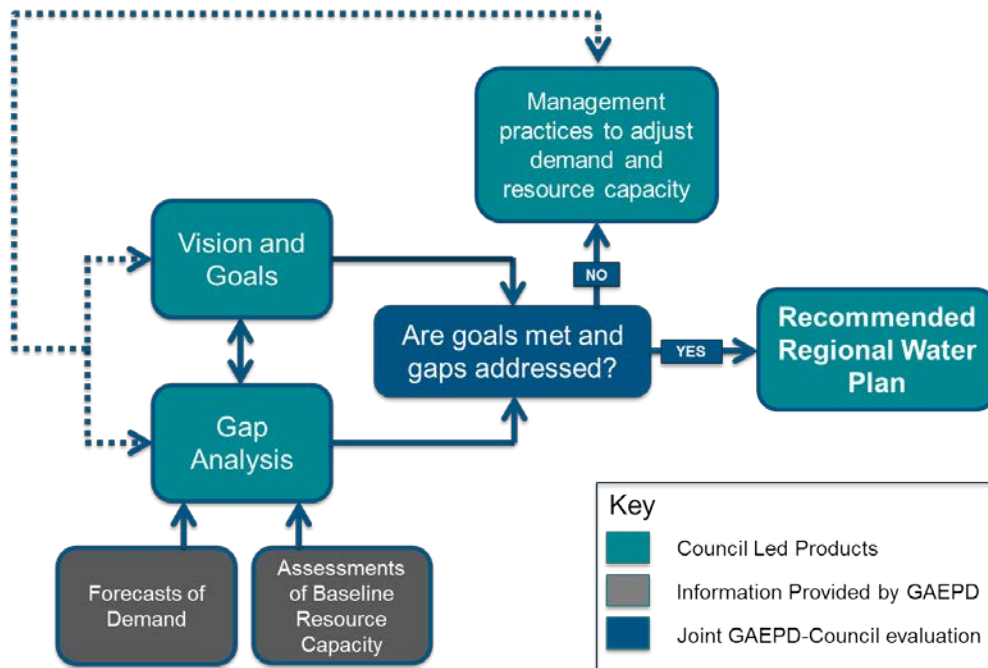 Management
practices to adjust
demand and
resource capacity
Vision and
Goals
NO
Are goals met and
gaps addressed?
YES
Recommended
Regional Water
Plan
Gap
Analysis
Forecasts of
Demand
Assessments
of Baseline
Resource
Capacity
Key
Council Led Products
Information Provided by GAEPD
Joint GAEPD-Council evaluation